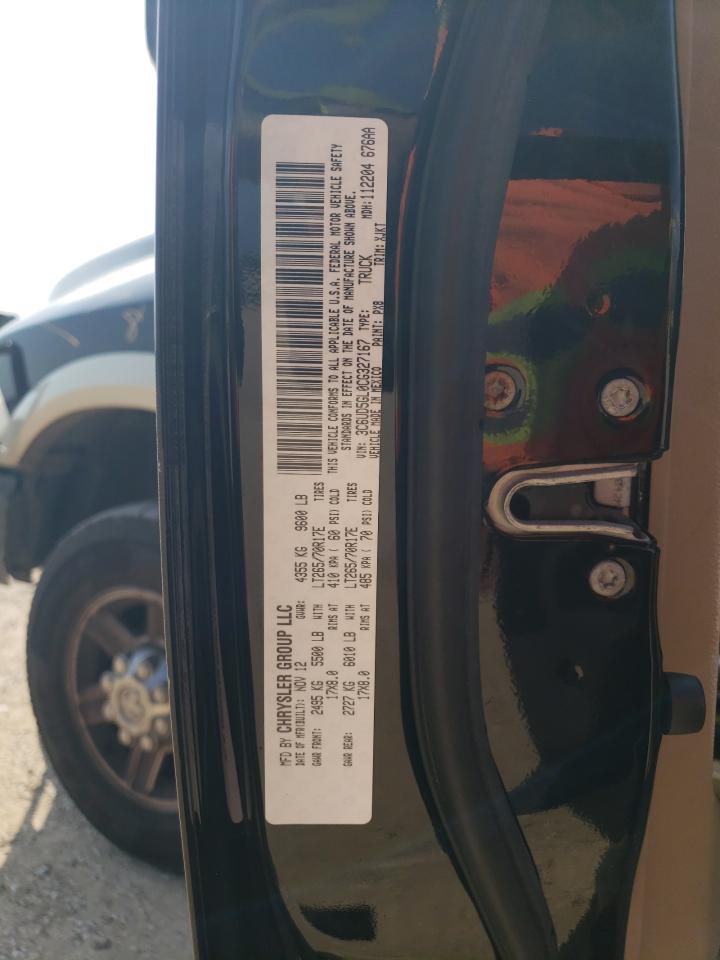 MFD BY CHRYSLER GROUP LLC
DATE OF MFR(BUILT): NOV 12 GVWR: 4355 KG 9600 LB
GAWR FRONT: 2495 KG 5500 LB WITH LT265/70R17E TIRES
17X8.0 RIMS AT 410 KPA ( 60 PSI) COLD
GAWR REAR: 2727 KG 6010 LB WITH LT265/70R17E TIRES
17X8.0 RIMS AT 485 KPA ( 70 PSI) COLD
THIS VEHICLE CONFORMS TO ALL APPLICABLE U.S.A. FEDERAL MOTOR VEHICLE SAFETY
STANDARDS IN EFFECT ON THE DATE OF MANUFACTURE SHOWN ABOVE.
VIN: 3C6UD5GL0CG327167 TYPE: TRUCK MDH:112204 676AA
VEHICLE MADE IN MEXICO PAINT: PXB TRIM: XJKT